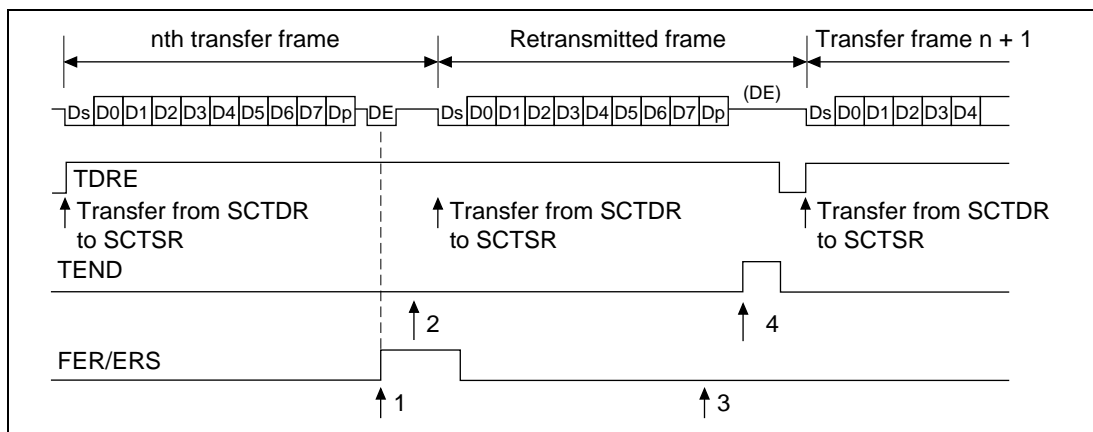 nth transfer frame
Retransmitted frame
Transfer frame n + 1
Ds D0 D1 D2 D3 D4 D5 D6 D7 Dp DE
Ds D0 D1 D2 D3 D4 D5 D6 D7 Dp
(DE)
Ds D0 D1 D2 D3 D4
TDRE
Transfer from SCTDR
to SCTSR
Transfer from SCTDR
to SCTSR
Transfer from SCTDR
to SCTSR
TEND
2
4
FER/ERS
1
3